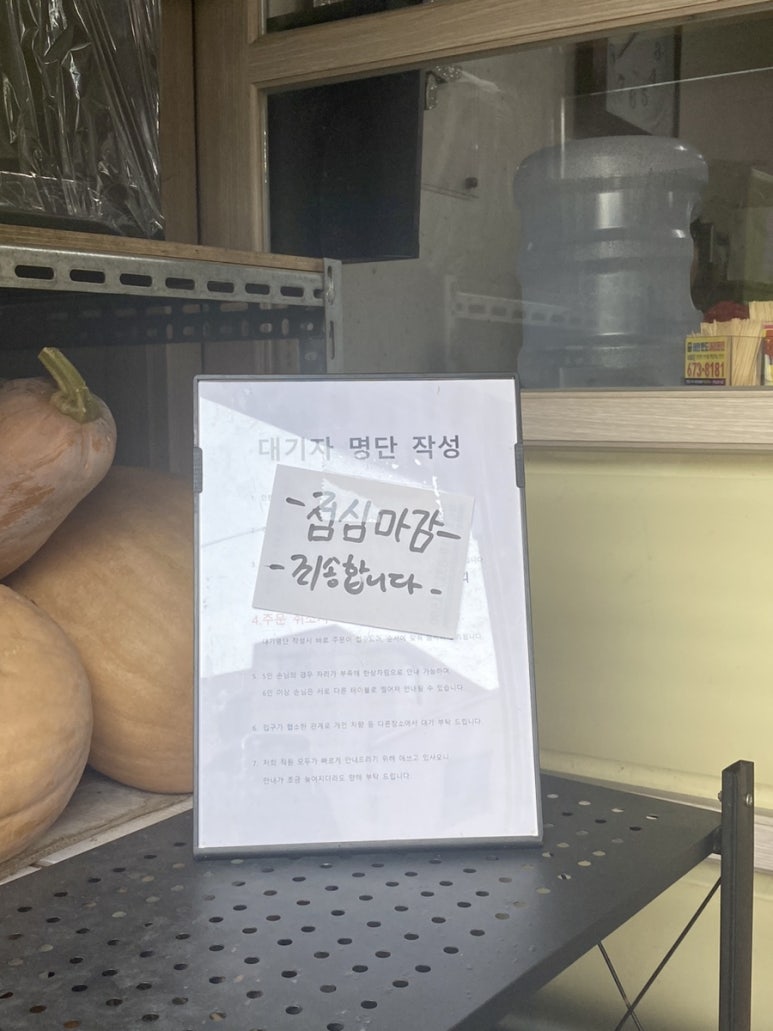 대기자 명단 작성
- 점심마감 -
- 죄송합니다 -
4.주문
대기명단 작성시 바로 주문이
5. 5인 손님의 경우 자리가 부족해 한상차림으로 안내 가능하며
6인 이상 손님은 서로 다른 테이블로 떨어져 안내될 수 있습니다.
6. 입구가 협소한 관계로 개인 차량 등 다른장소에서 대기 부탁 드립니다.
7. 저희 직원 모두가 빠르게 안내드리기 위해 애쓰고 있사오니
안내가 조금 늦어지더라도 양해 부탁 드립니다.
673-8181